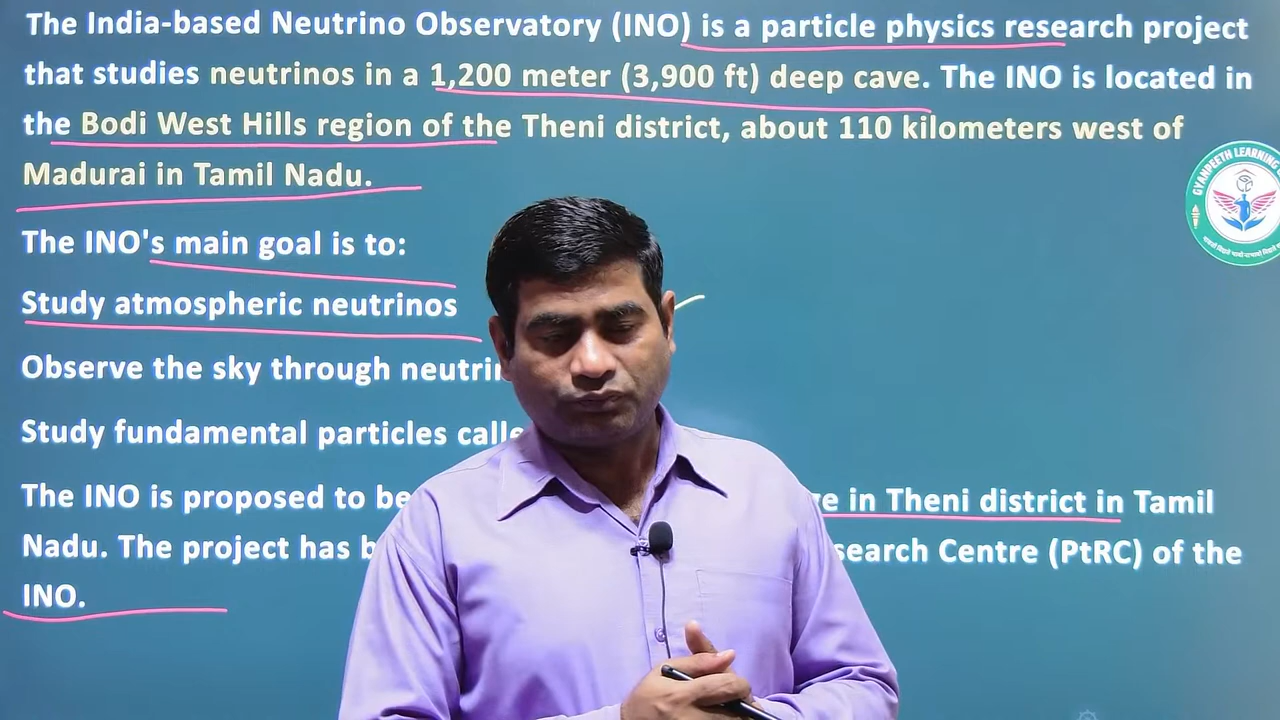 The India-based Neutrino Observatory (INO) is a particle physics research project
that studies neutrinos in a 1,200 meter (3,900 ft) deep cave. The INO is located in
the Bodi West Hills region of the Theni district, about 110 kilometers west of
Madurai in Tamil Nadu.
GYANPEETH LEARNING
The INO's main goal is to:
Study atmospheric neutrinos
Observe the sky through
Study fundamental particles
The INO is proposed to be in Theni district in Tamil
Nadu. The project has Centre (PtRC) of the
INO.